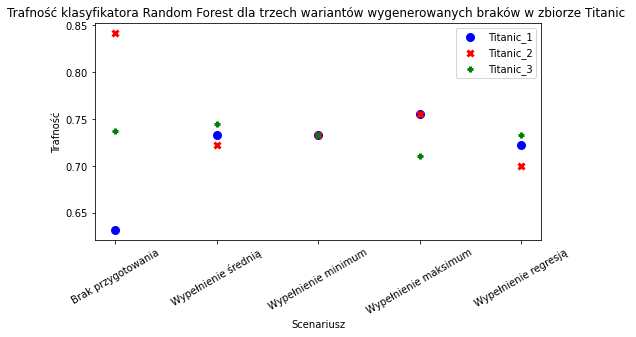 Trafność klasyfikatora Random Forest dla trzech wariantów wygenerowanych braków w zbiorze Titanic
0.85
0.80
0.75
0.70
0.65
Trafność
Titanic_1
Titanic_2
Titanic_3
Brak przygotowania
Wypełnienie średnią
Wypełnienie minimum
Wypełnienie maksimum
Wypełnienie regresją
Scenariusz